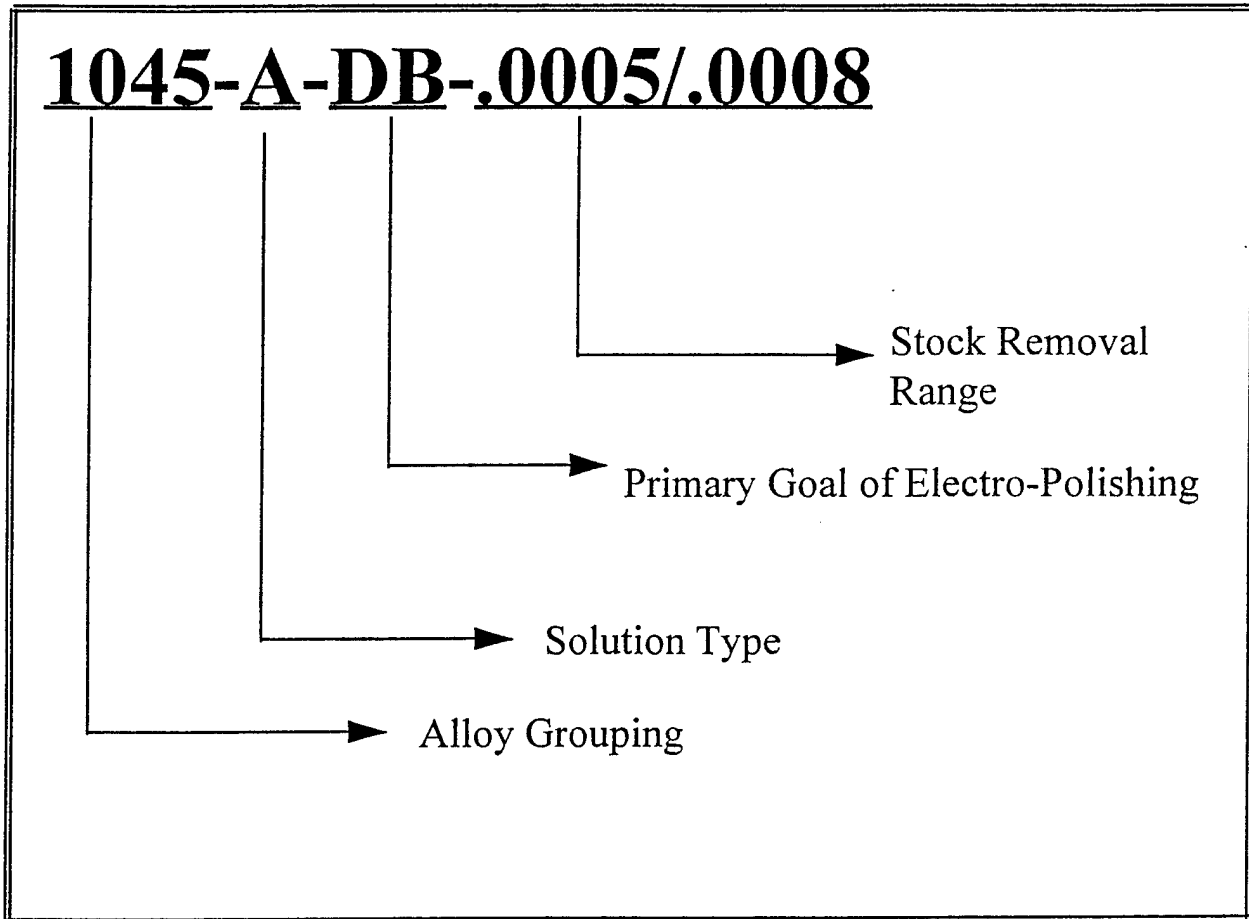 1045-A-DB-.0005/.0008
Stock Removal
Range
Primary Goal of Electro-Polishing
Solution Type
Alloy Grouping